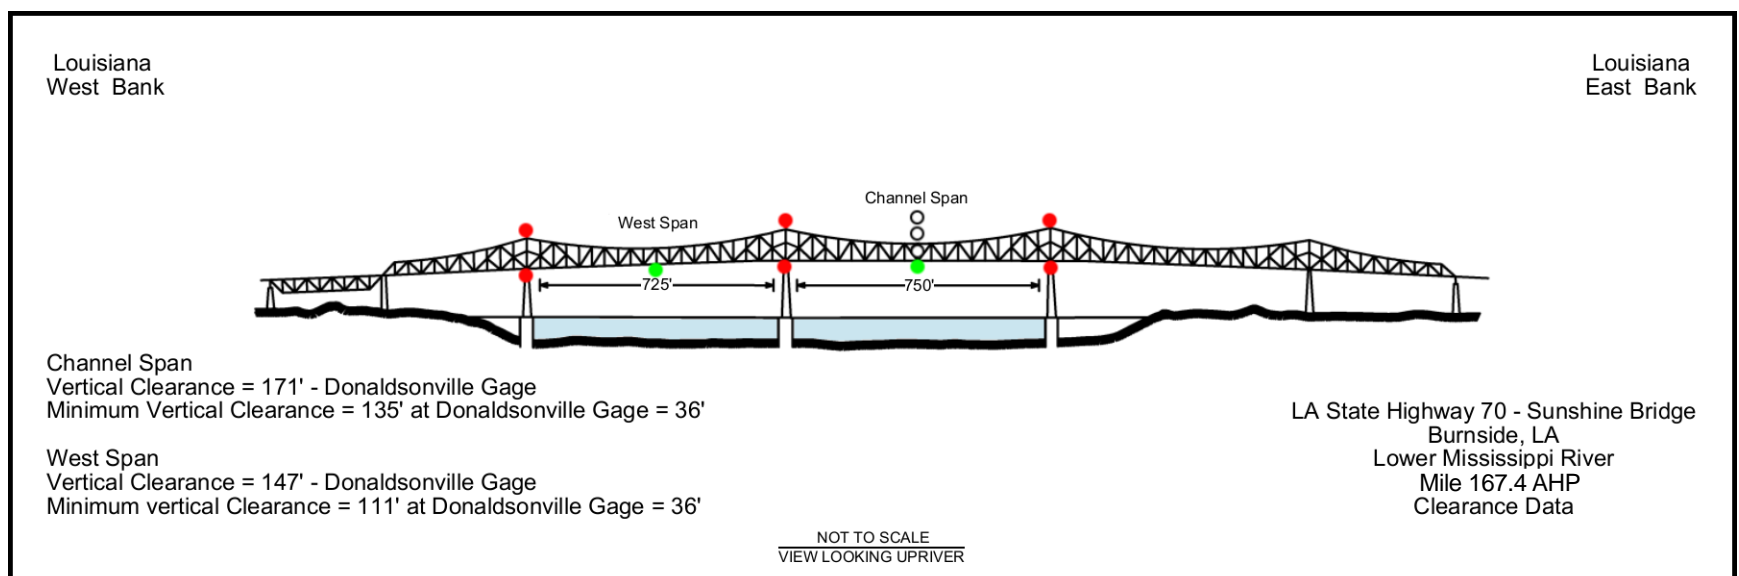 Louisiana
West Bank
Louisiana
East Bank
Channel Span
West Span
725'
750'
Channel Span
Vertical Clearance = 171' - Donaldsonville Gage
Minimum Vertical Clearance = 135' at Donaldsonville Gage = 36'
West Span
Vertical Clearance = 147' - Donaldsonville Gage
Minimum vertical Clearance = 111' at Donaldsonville Gage = 36'
LA State Highway 70 - Sunshine Bridge
Burnside, LA
Lower Mississippi River
Mile 167.4 AHP
Clearance Data
NOT TO SCALE
VIEW LOOKING UPRIVER